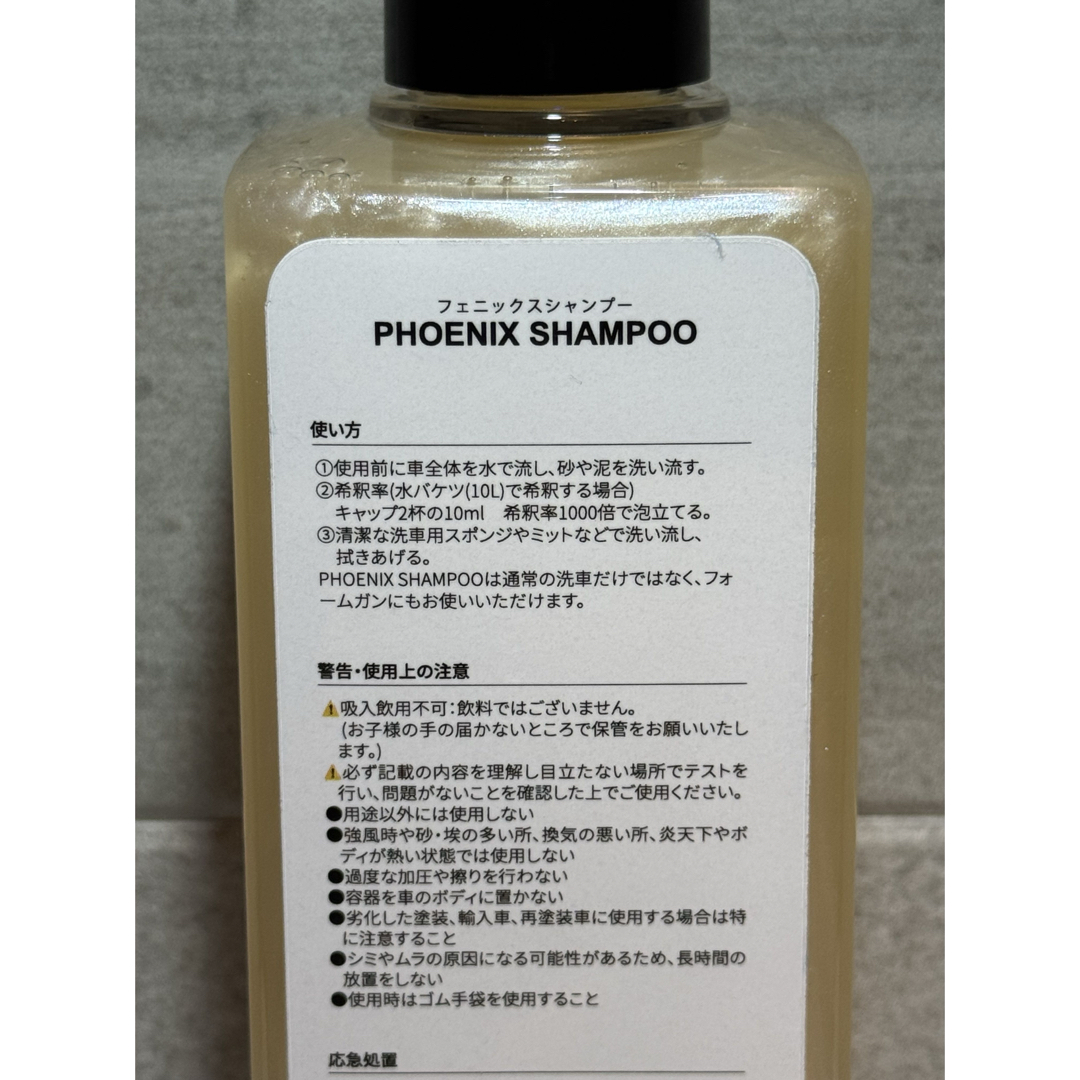 フェニックスシャンプー
PHOENIX SHAMPOO
使い方
①使用前に車全体を水で流し、砂や泥を洗い流す。
②希釈率(水バケツ(10L)で希釈する場合)
キャップ2杯の10ml　希釈率1000倍で泡立てる。
③清潔な洗車用スポンジやミットなどで洗い流し、
拭きあげる。
PHOENIX SHAMPOOは通常の洗車だけではなく、フォ
ームガンにもお使いいただけます。
警告・使用上の注意
⚠吸入飲用不可：飲料ではございません。
(お子様の手の届かないところで保管をお願いいたし
ます。)
⚠必ず記載の内容を理解し目立たない場所でテストを
行い、問題がないことを確認した上でご使用ください。
●用途以外には使用しない
●強風時や砂・埃の多い所、換気の悪い所、炎天下やボ
ディが熱い状態では使用しない
●過度な加圧や擦りを行わない
●容器を車のボディに置かない
●劣化した塗装、輸入車、再塗装車に使用する場合は特
に注意すること
●シミやムラの原因になる可能性があるため、長時間の
放置をしない
●使用時はゴム手袋を使用すること
応急処置